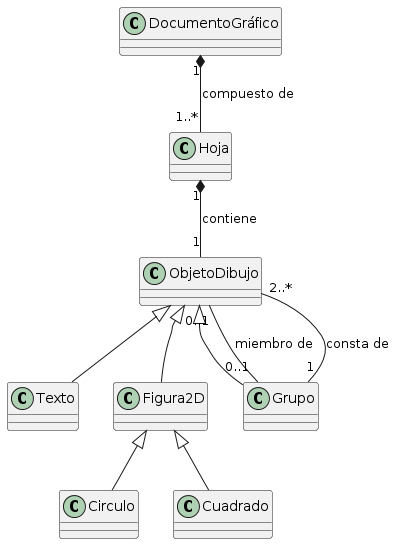 C DocumentoGráfico
1
compuesto de
1..*
C Hoja
1
contiene
1
C ObjetoDibujo
2..*
0..1
miembro de
consta de
0..1
1
C Texto
C Figura2D
C Grupo
C Circulo
C Cuadrado